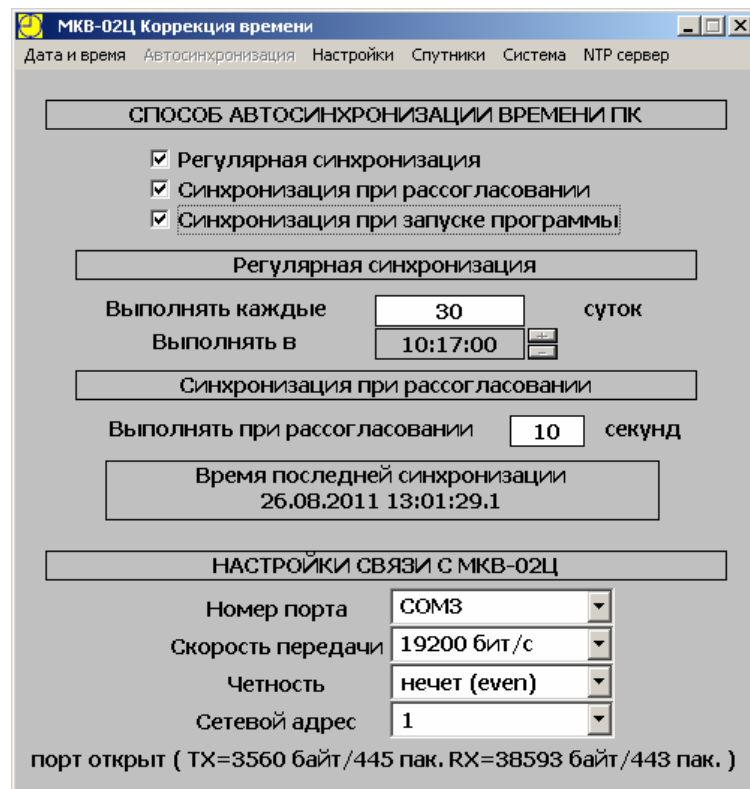 МКВ-02Ц Коррекция времени
Дата и время Автосинхронизация Настройки Спутники Система NTP сервер
СПОСОБ АВТОСИНХРОНИЗАЦИИ ВРЕМЕНИ ПК
Регулярная синхронизация
Синхронизация при рассогласовании
Синхронизация при запуске программы
Регулярная синхронизация
Выполнять каждые 30 суток
Выполнять в 10:17:00 + -
Синхронизация при рассогласовании
Выполнять при рассогласовании 10 секунд
Время последней синхронизации
26.08.2011 13:01:29.1
НАСТРОЙКИ СВЯЗИ С МКВ-02Ц
Номер порта COM3
Скорость передачи 19200 бит/с
Четность нечет (even)
Сетевой адрес 1
порт открыт ( TX=3560 байт/445 пак. RX=38593 байт/443 пак. )